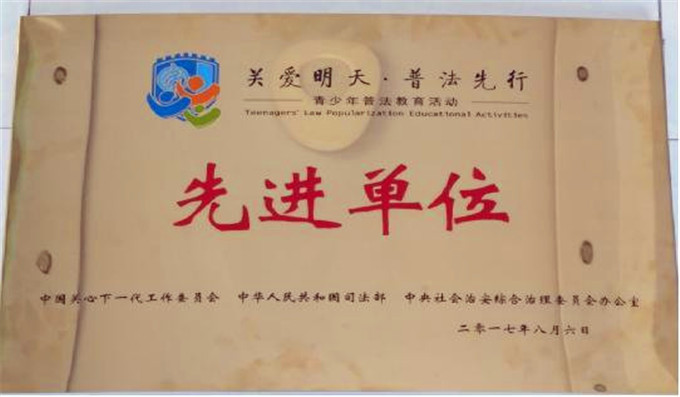 关爱明天·普法先行
青少年普法教育活动
Teenagers' Law Popularization Educational Activities
先进单位
中国关心下一代工作委员会 中华人民共和国司法部 中央社会治安综合治理委员会办公室
二零一七年八月六日